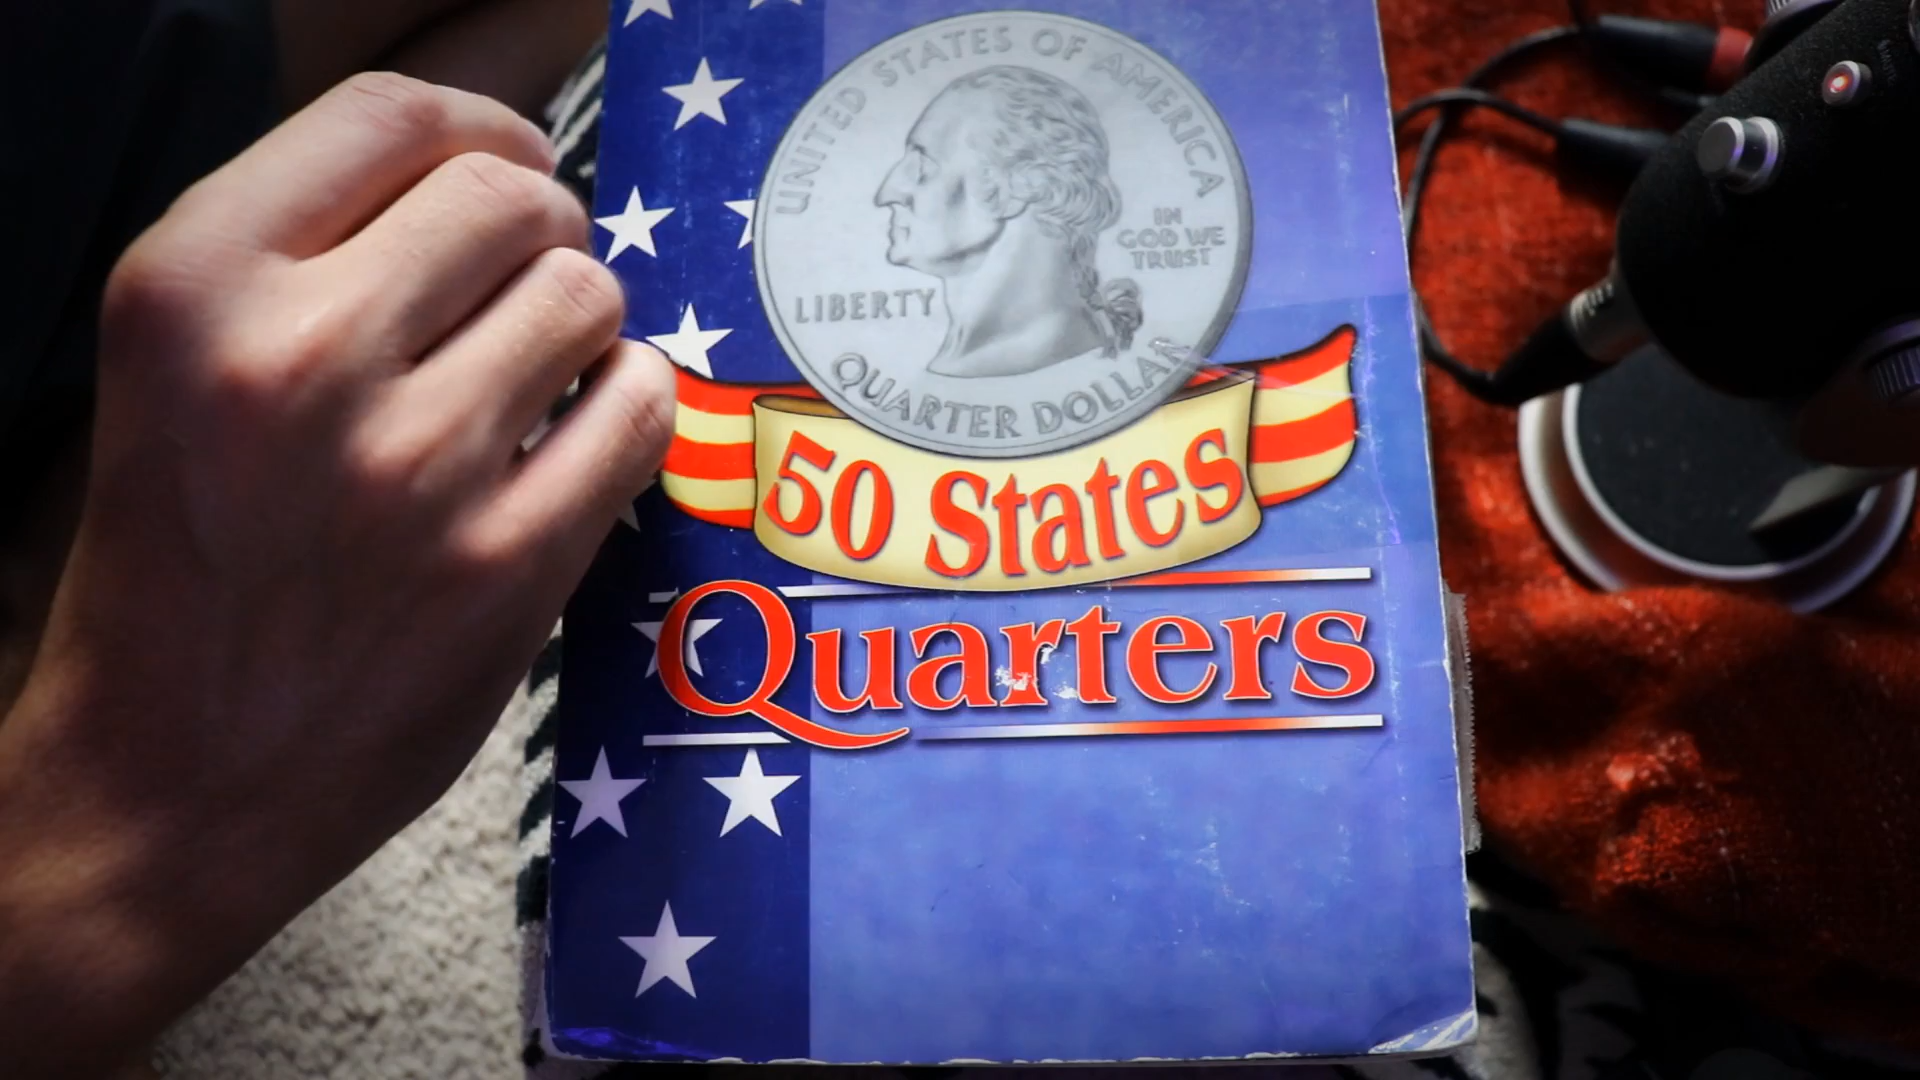 UNITED STATES OF AMERICA
IN
GOD WE
TRUST
LIBERTY
QUARTER DOLLAR
50 States
Quarters